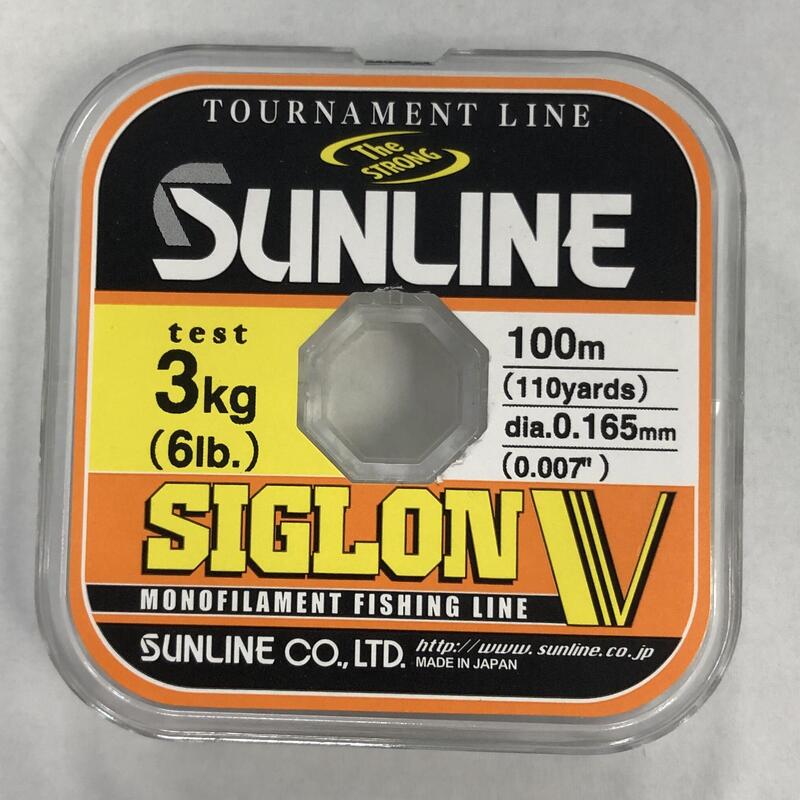 TOURNAMENT LINE
The
STRONG
SUNLINE
test
3kg
(6lb.)
100m
(110yards)
dia.0.165mm
(0.007")
SIGLON V
MONOFILAMENT FISHING LINE
SUNLINE CO., LTD. http://www.sunline.co.jp
MADE IN JAPAN